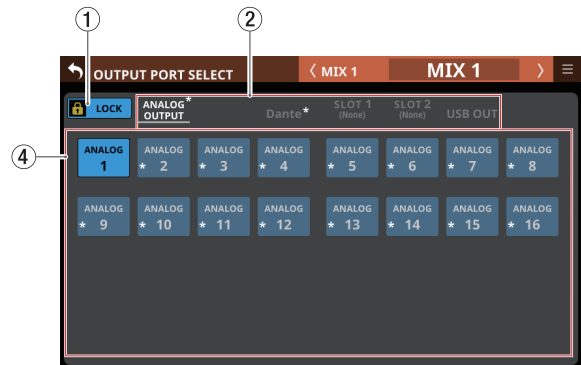 ① ②
OUTPUT PORT SELECT 〈 MIX 1 MIX 1 〉 ≡
LOCK ANALOG OUTPUT* Dante* SLOT 1 (None) SLOT 2 (None) USB OUT
④
ANALOG 1 ANALOG * 2 ANALOG * 3 ANALOG * 4 ANALOG * 5 ANALOG * 6 ANALOG * 7 ANALOG * 8
ANALOG * 9 ANALOG * 10 ANALOG * 11 ANALOG * 12 ANALOG * 13 ANALOG * 14 ANALOG * 15 ANALOG * 16